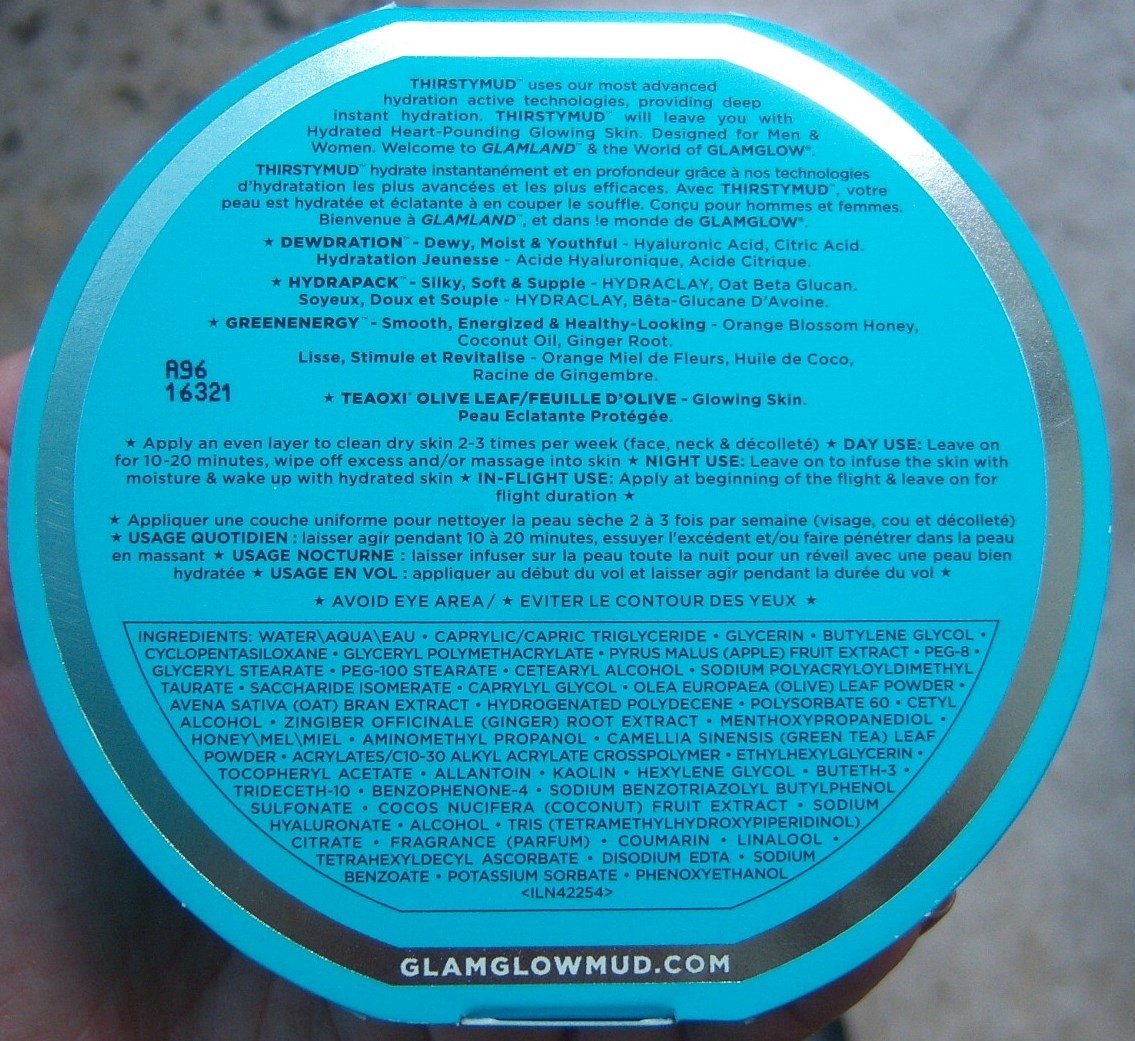 THIRSTYMUD™ uses our most advanced
hydration active technologies, providing deep
instant hydration. THIRSTYMUD™ will leave you with
Hydrated Heart-Pounding Glowing Skin. Designed for Men &
Women. Welcome to GLAMLAND™ & the World of GLAMGLOW®.
THIRSTYMUD™ hydrate instantanément et en profondeur grâce à nos technologies
d'hydratation les plus avancées et les plus efficaces. Avec THIRSTYMUD™, votre
peau est hydratée et éclatante à en couper le souffle. Conçu pour hommes et femmes.
Bienvenue à GLAMLAND™, et dans le monde de GLAMGLOW®.
★ DEWDRATION™ - Dewy, Moist & Youthful - Hyaluronic Acid, Citric Acid.
Hydratation Jeunesse - Acide Hyaluronique, Acide Citrique.
★ HYDRAPACK™ - Silky, Soft & Supple - HYDRACLAY, Oat Beta Glucan.
Soyeux, Doux et Souple - HYDRACLAY, Bêta-Glucane D'Avoine.
★ GREENENERGY™ - Smooth, Energized & Healthy-Looking - Orange Blossom Honey,
Coconut Oil, Ginger Root.
Lisse, Stimule et Revitalise - Orange Miel de Fleurs, Huile de Coco,
Racine de Gingembre.
A96
16321
★ TEAOXI® OLIVE LEAF/FEUILLE D'OLIVE - Glowing Skin.
Peau Eclatante Protégée.
★ Apply an even layer to clean dry skin 2-3 times per week (face, neck & décolleté) ★ DAY USE: Leave on
for 10-20 minutes, wipe off excess and/or massage into skin ★ NIGHT USE: Leave on to infuse the skin with
moisture & wake up with hydrated skin ★ IN-FLIGHT USE: Apply at beginning of the flight & leave on for
flight duration ★
★ Appliquer une couche uniforme pour nettoyer la peau sèche 2 à 3 fois par semaine (visage, cou et décolleté)
★ USAGE QUOTIDIEN : laisser agir pendant 10 à 20 minutes, essuyer l'excédent et/ou faire pénétrer dans la peau
en massant ★ USAGE NOCTURNE : laisser infuser sur la peau toute la nuit pour un réveil avec une peau bien
hydratée ★ USAGE EN VOL : appliquer au début du vol et laisser agir pendant la durée du vol ★
★ AVOID EYE AREA / ★ EVITER LE CONTOUR DES YEUX ★
INGREDIENTS: WATER\AQUA\EAU • CAPRYLIC/CAPRIC TRIGLYCERIDE • GLYCERIN • BUTYLENE GLYCOL •
CYCLOPENTASILOXANE • GLYCERYL POLYMETHACRYLATE • PYRUS MALUS (APPLE) FRUIT EXTRACT • PEG-8 •
GLYCERYL STEARATE • PEG-100 STEARATE • CETEARYL ALCOHOL • SODIUM POLYACRYLOYLDIMETHYL
TAURATE • SACCHARIDE ISOMERATE • CAPRYLYL GLYCOL • OLEA EUROPAEA (OLIVE) LEAF POWDER •
AVENA SATIVA (OAT) BRAN EXTRACT • HYDROGENATED POLYDECENE • POLYSORBATE 60 • CETYL
ALCOHOL • ZINGIBER OFFICINALE (GINGER) ROOT EXTRACT • MENTHOXYPROPANEDIOL •
HONEY\MEL\MIEL • AMINOMETHYL PROPANOL • CAMELLIA SINENSIS (GREEN TEA) LEAF
POWDER • ACRYLATES/C10-30 ALKYL ACRYLATE CROSSPOLYMER • ETHYLHEXYLGLYCERIN •
TOCOPHERYL ACETATE • ALLANTOIN • KAOLIN • HEXYLENE GLYCOL • BUTETH-3 •
TRIDECETH-10 • BENZOPHENONE-4 • SODIUM BENZOTRIAZOLYL BUTYLPHENOL
SULFONATE • COCOS NUCIFERA (COCONUT) FRUIT EXTRACT • SODIUM
HYALURONATE • ALCOHOL • TRIS (TETRAMETHYLHYDROXYPIPERIDINOL)
CITRATE • FRAGRANCE (PARFUM) • COUMARIN • LINALOOL •
TETRAHEXYLDECYL ASCORBATE • DISODIUM EDTA • SODIUM
BENZOATE • POTASSIUM SORBATE • PHENOXYETHANOL
<ILN42254>
GLAMGLOWMUD.COM